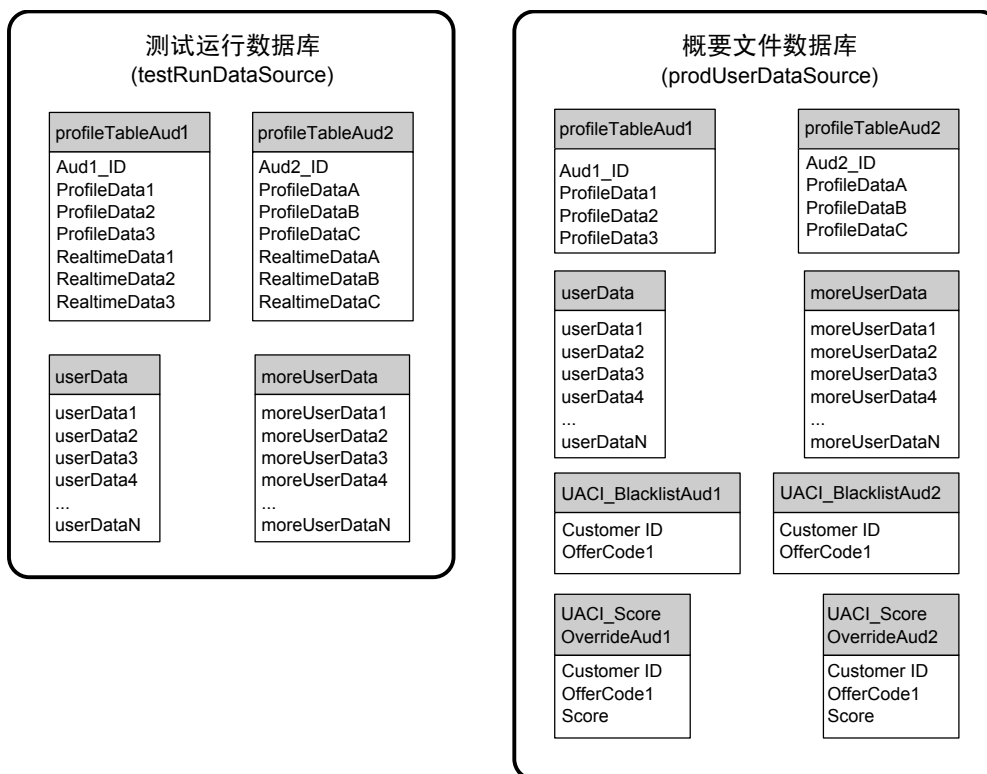 测试运行数据库
(testRunDataSource)
profileTableAud1
Aud1_ID
ProfileData1
ProfileData2
ProfileData3
RealtimeData1
RealtimeData2
RealtimeData3
profileTableAud2
Aud2_ID
ProfileDataA
ProfileDataB
ProfileDataC
RealtimeDataA
RealtimeDataB
RealtimeDataC
userData
userData1
userData2
userData3
userData4
...
userDataN
moreUserData
moreUserData1
moreUserData2
moreUserData3
moreUserData4
...
moreUserDataN
概要文件数据库
(prodUserDataSource)
profileTableAud1
Aud1_ID
ProfileData1
ProfileData2
ProfileData3
profileTableAud2
Aud2_ID
ProfileDataA
ProfileDataB
ProfileDataC
userData
userData1
userData2
userData3
userData4
...
userDataN
moreUserData
moreUserData1
moreUserData2
moreUserData3
moreUserData4
...
moreUserDataN
UACI_BlacklistAud1
Customer ID
OfferCode1
UACI_BlacklistAud2
Customer ID
OfferCode1
UACI_Score
OverrideAud1
Customer ID
OfferCode1
Score
UACI_Score
OverrideAud2
Customer ID
OfferCode1
Score